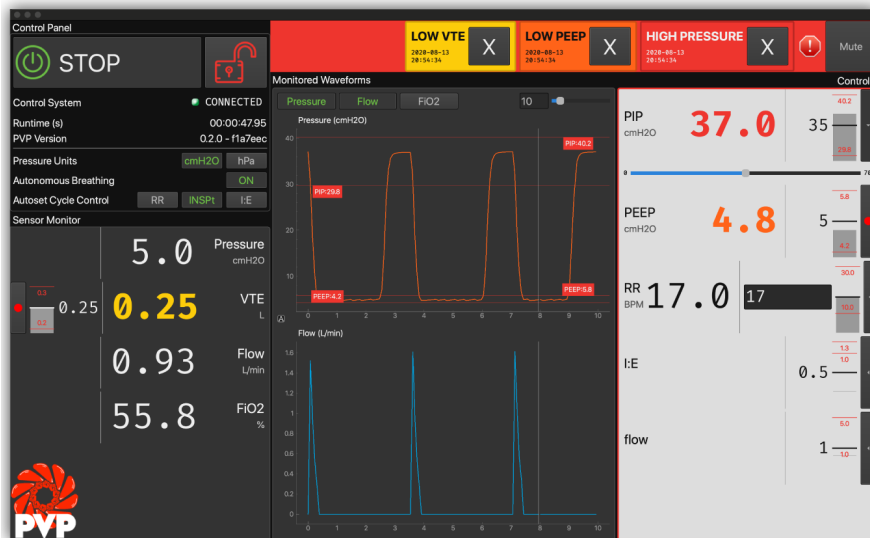 Control Panel
STOP
Control System
CONNECTED
Runtime (s)
00:00:47.95
PVP Version
0.2.0 - f1a7eec
Pressure Units
cmH2O
hPa
Autonomous Breathing
ON
Autoset Cycle Control
RR
INSPt
I:E
Sensor Monitor
5.0
Pressure
cmH2O
0.3
0.2
0.25
0.25
VTE
L
0.93
Flow
L/min
55.8
FiO2
%
PVP
LOW VTE
2020-08-13
20:54:34
X
LOW PEEP
2020-08-13
20:54:34
X
HIGH PRESSURE
2020-08-13
20:54:34
X
Mute
Monitored Waveforms
Pressure
Flow
FiO2
10
Pressure (cmH2O)
40
30
20
10
PIP:40.2
PIP:29.8
PEEP:4.2
PEEP:5.8
A
0 1 2 3 4 5 6 7 8 9 10
Flow (L/min)
1.6
1.4
1.2
1
0.8
0.6
0.4
0.2
0
0 1 2 3 4 5 6 7 8 9 10
Control
PIP
cmH2O
37.0
35
40.2
29.8
0
70
PEEP
cmH2O
4.8
5
5.8
4.2
RR
BPM
17.0
17
30.0
10.0
I:E
0.5
1.3
1.0
flow
1
5.0
1.0